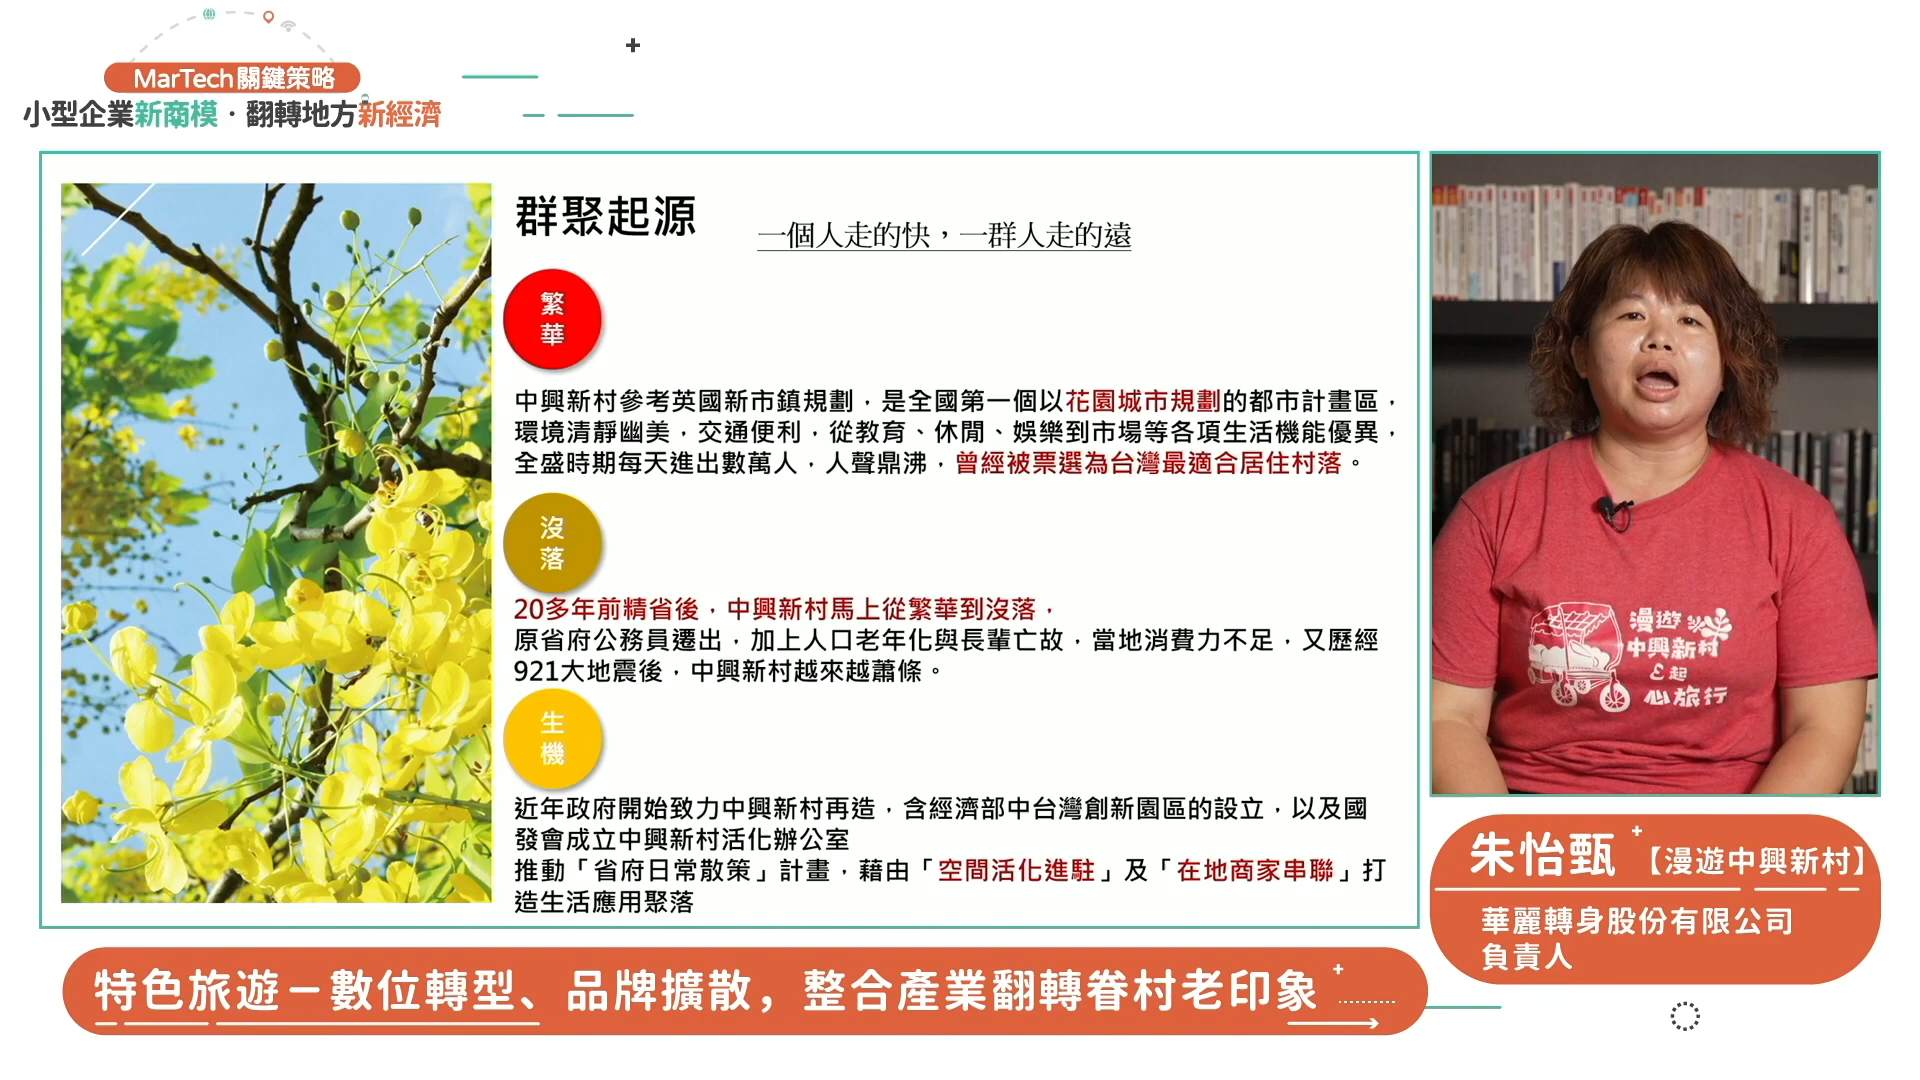 MarTech關鍵策略
小型企業新商模・翻轉地方新經濟
群聚起源
一個人走的快，一群人走的遠
繁華
中興新村參考英國新市鎮規劃，是全國第一個以花園城市規劃的都市計畫區，
環境清靜幽美，交通便利，從教育、休閒、娛樂到市場等各項生活機能優異，
全盛時期每天進出數萬人，人聲鼎沸，曾經被票選為台灣最適合居住村落。
沒落
20多年前精省後，中興新村馬上從繁華到沒落，
原省府公務員遷出，加上人口老年化與長輩亡故，當地消費力不足，又歷經
921大地震後，中興新村越來越蕭條。
生機
近年政府開始致力中興新村再造，含經濟部中台灣創新園區的設立，以及國
發會成立中興新村活化辦公室
推動「省府日常散策」計畫，藉由「空間活化進駐」及「在地商家串聯」打
造生活應用聚落
漫遊
中興新村
ε起
心旅行
朱怡甄【漫遊中興新村】
華麗轉身股份有限公司
負責人
特色旅遊－數位轉型、品牌擴散，整合產業翻轉眷村老印象